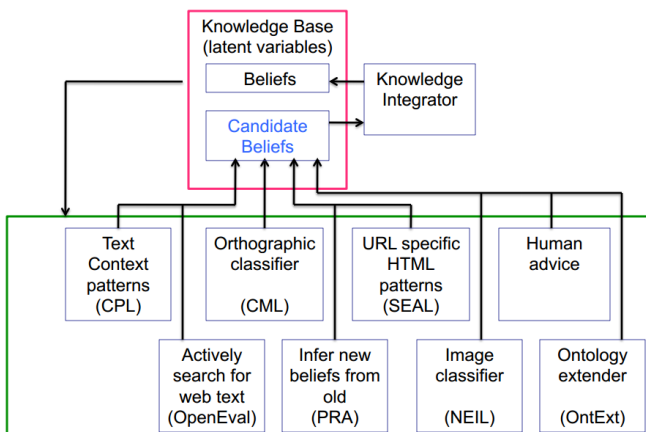 Knowledge Base
(latent variables)
Beliefs
Candidate
Beliefs
Knowledge
Integrator
Text
Context
patterns
(CPL)
Orthographic
classifier
(CML)
URL specific
HTML
patterns
(SEAL)
Human
advice
Actively
search for
web text
(OpenEval)
Infer new
beliefs from
old
(PRA)
Image
classifier
(NEIL)
Ontology
extender
(OntExt)